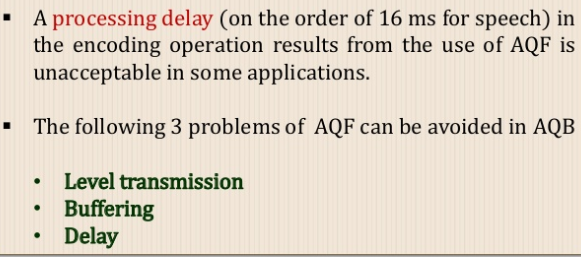 ▪ A processing delay (on the order of 16 ms for speech) in
the encoding operation results from the use of AQF is
unacceptable in some applications.
▪ The following 3 problems of AQF can be avoided in AQB
• Level transmission
• Buffering
• Delay